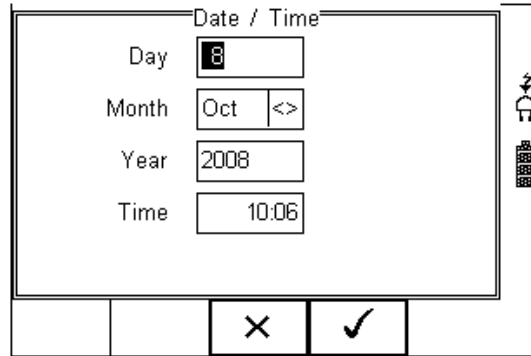 Date / Time
Day 8
Month Oct <>
Year 2008
Time 10:06